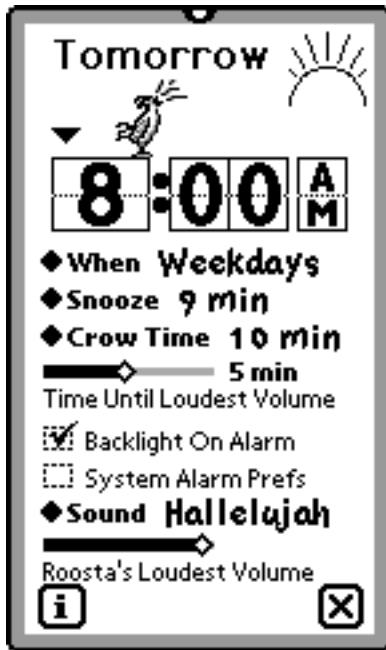 Tomorrow
8:00 AM
When Weekdays
Snooze 9 min
Crow Time 10 min
5 min
Time Until Loudest Volume
Backlight On Alarm
System Alarm Prefs
Sound Hallelujah
Roosta's Loudest Volume
i